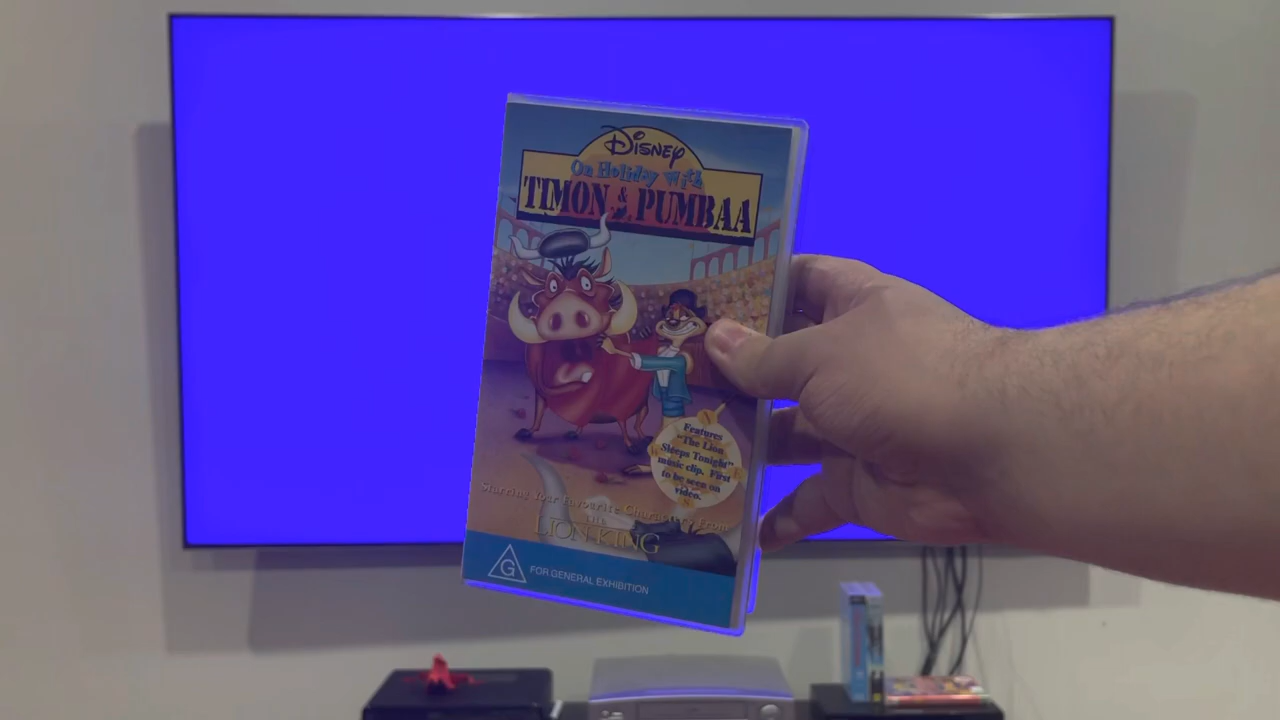 Disney
On Holiday With
TIMON & PUMBAA
Features
"The Lion
Sleeps Tonight"
music clip. First
to be seen on
video.
Starring Your Favourite Characters From
THE
LION KING
G
FOR GENERAL EXHIBITION